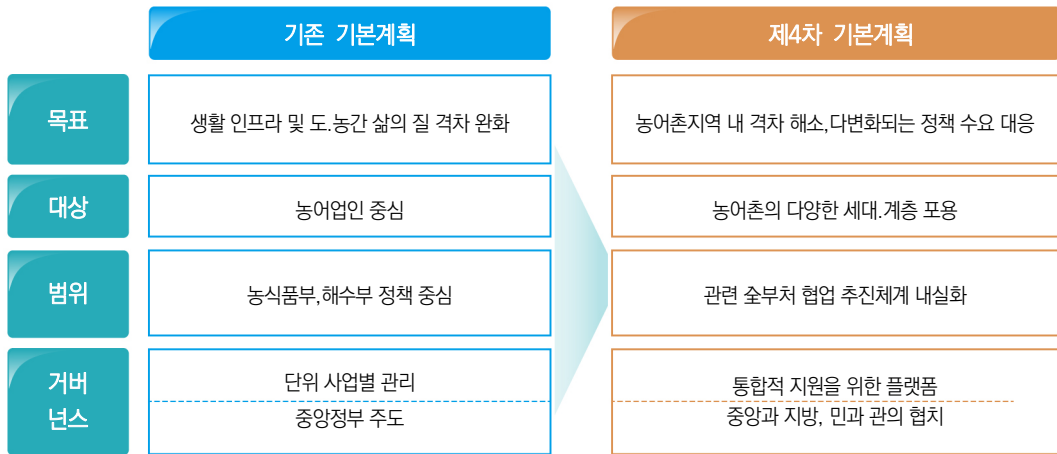 기존 기본계획
제4차 기본계획
목표
생활 인프라 및 도.농간 삶의 질 격차 완화
농어촌지역 내 격차 해소,다변화되는 정책 수요 대응
대상
농어업인 중심
농어촌의 다양한 세대.계층 포용
범위
농식품부,해수부 정책 중심
관련 全부처 협업 추진체계 내실화
거버
넌스
단위 사업별 관리
중앙정부 주도
통합적 지원을 위한 플랫폼
중앙과 지방, 민과 관의 협치